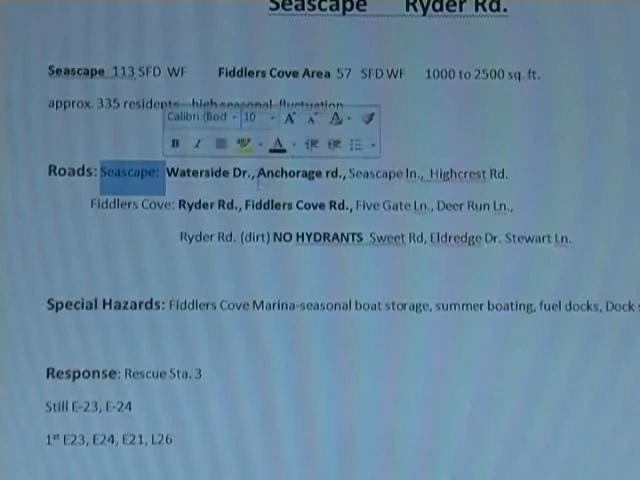 Seascape Ryder Rd.
Seascape 113 SFD WF Fiddlers Cove Area 57 SFD WF 1000 to 2500 sq. ft.
approx. 335 residents high seasonal fluctuation
Calibri (Bod 10 A A A
B I A
Roads: Seascape: Waterside Dr., Anchorage rd., Seascape ln., Highcrest Rd.
Fiddlers Cove: Ryder Rd., Fiddlers Cove Rd., Five Gate Ln., Deer Run Ln.,
Ryder Rd. (dirt) NO HYDRANTS Sweet Rd, Eldredge Dr. Stewart Ln.
Special Hazards: Fiddlers Cove Marina-seasonal boat storage, summer boating, fuel docks, Dock
Response: Rescue Sta. 3
Still E-23, E-24
1st E23, E24, E21, L26